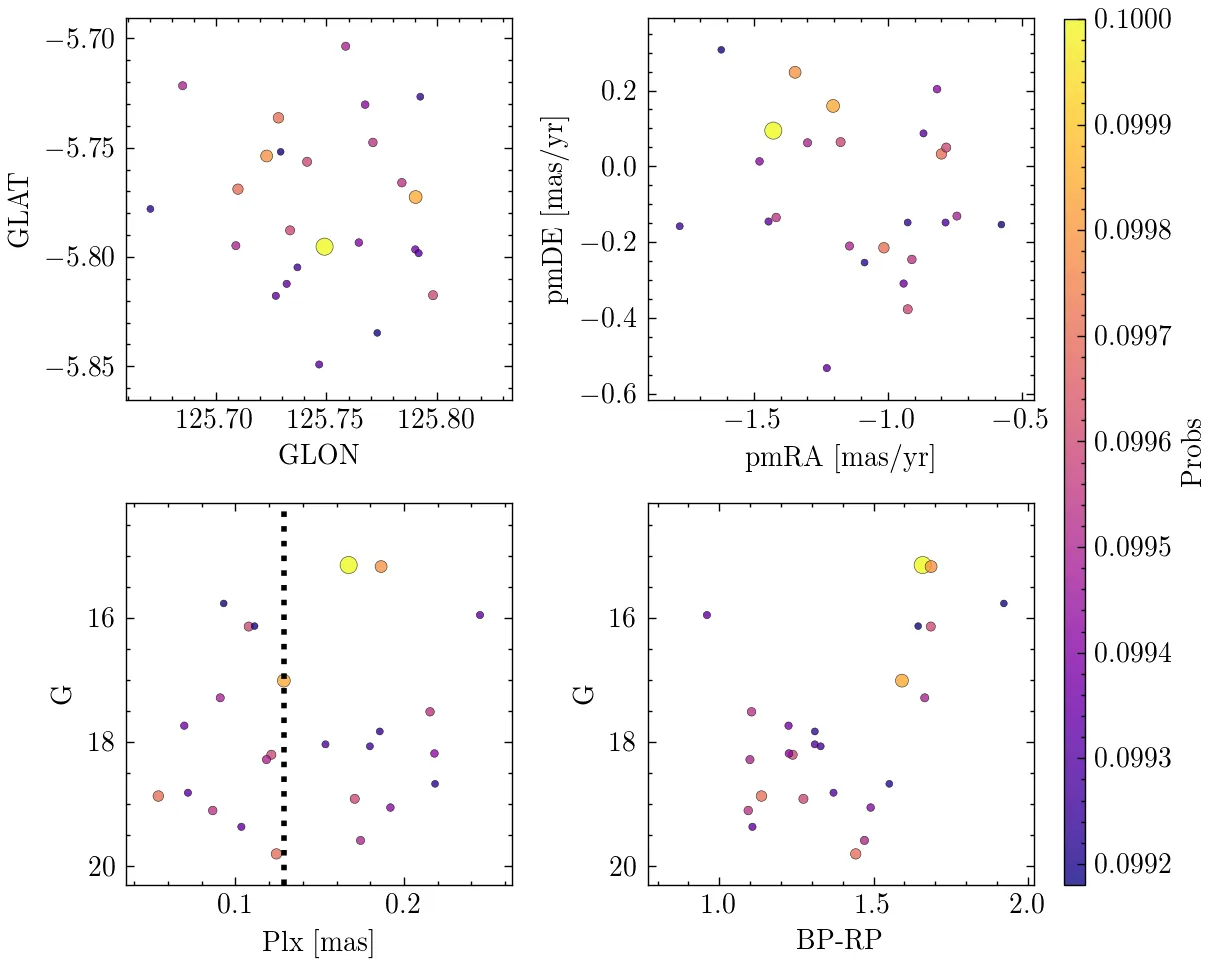 −5.70
−5.75
−5.80
−5.85
GLAT
125.70 125.75 125.80
GLON
0.2
0.0
−0.2
−0.4
−0.6
pmDE [mas/yr]
−1.5 −1.0 −0.5
pmRA [mas/yr]
16
18
20
G
0.1 0.2
Plx [mas]
16
18
20
G
1.0 1.5 2.0
BP-RP
0.1000
0.0999
0.0998
0.0997
0.0996
0.0995
0.0994
0.0993
0.0992
Probs